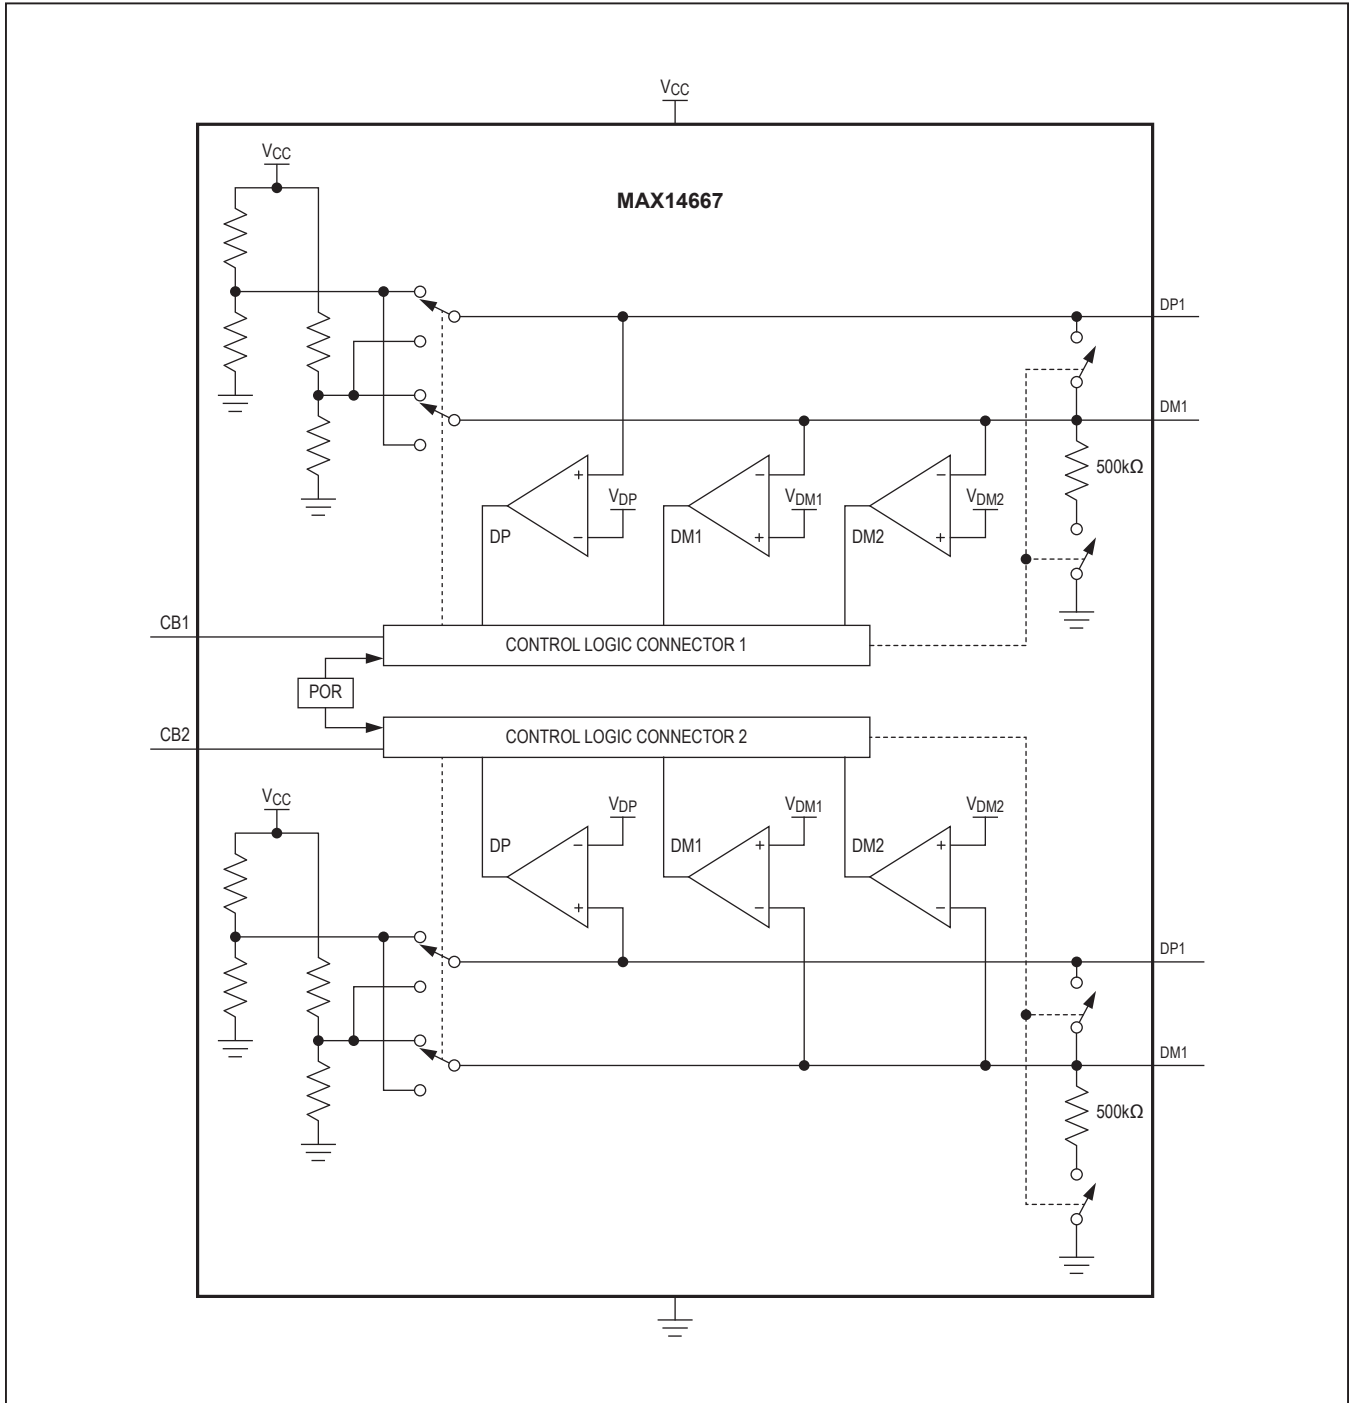 VCC
VCC
MAX14667
DP1
DM1
500kΩ
+
−
−
VDP
VDM1
VDM2
−
+
+
DP
DM1
DM2
CB1
CONTROL LOGIC CONNECTOR 1
POR
CB2
CONTROL LOGIC CONNECTOR 2
VCC
VDP
VDM1
VDM2
DP
DM1
DM2
−
+
+
+
−
−
DP1
DM1
500kΩ